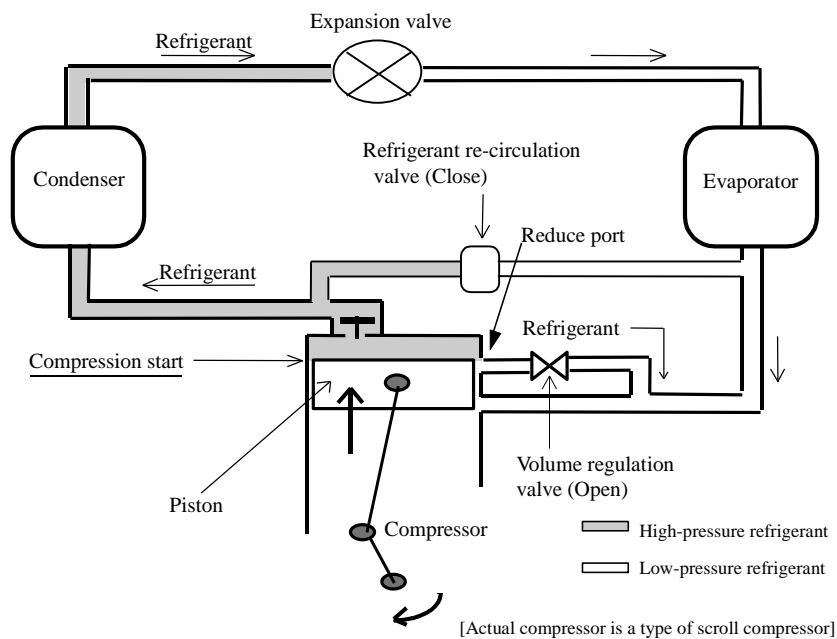 Expansion valve
Refrigerant
Refrigerant re-circulation
valve (Close)
Condenser
Evaporator
Reduce port
Refrigerant
Refrigerant
Compression start
Volume regulation
valve (Open)
Piston
Compressor
High-pressure refrigerant
Low-pressure refrigerant
[Actual compressor is a type of scroll compressor]